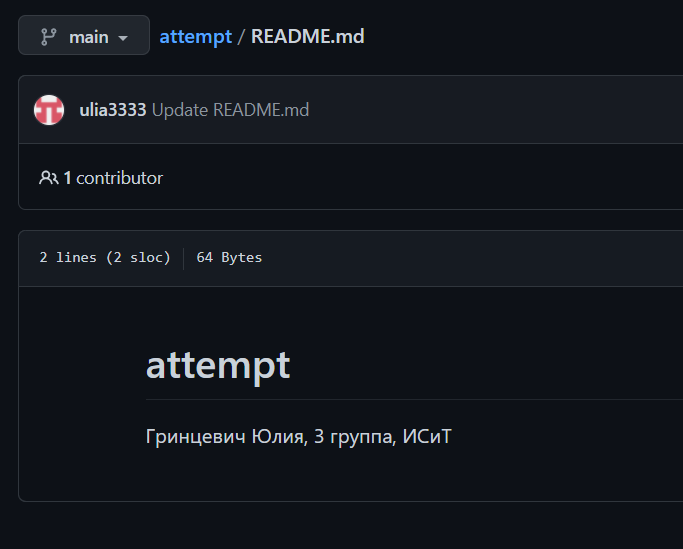 main
attempt / README.md
ulia3333 Update README.md
1 contributor
2 lines (2 sloc) 64 Bytes
attempt
Гринцевич Юлия, 3 группа, ИСиТ